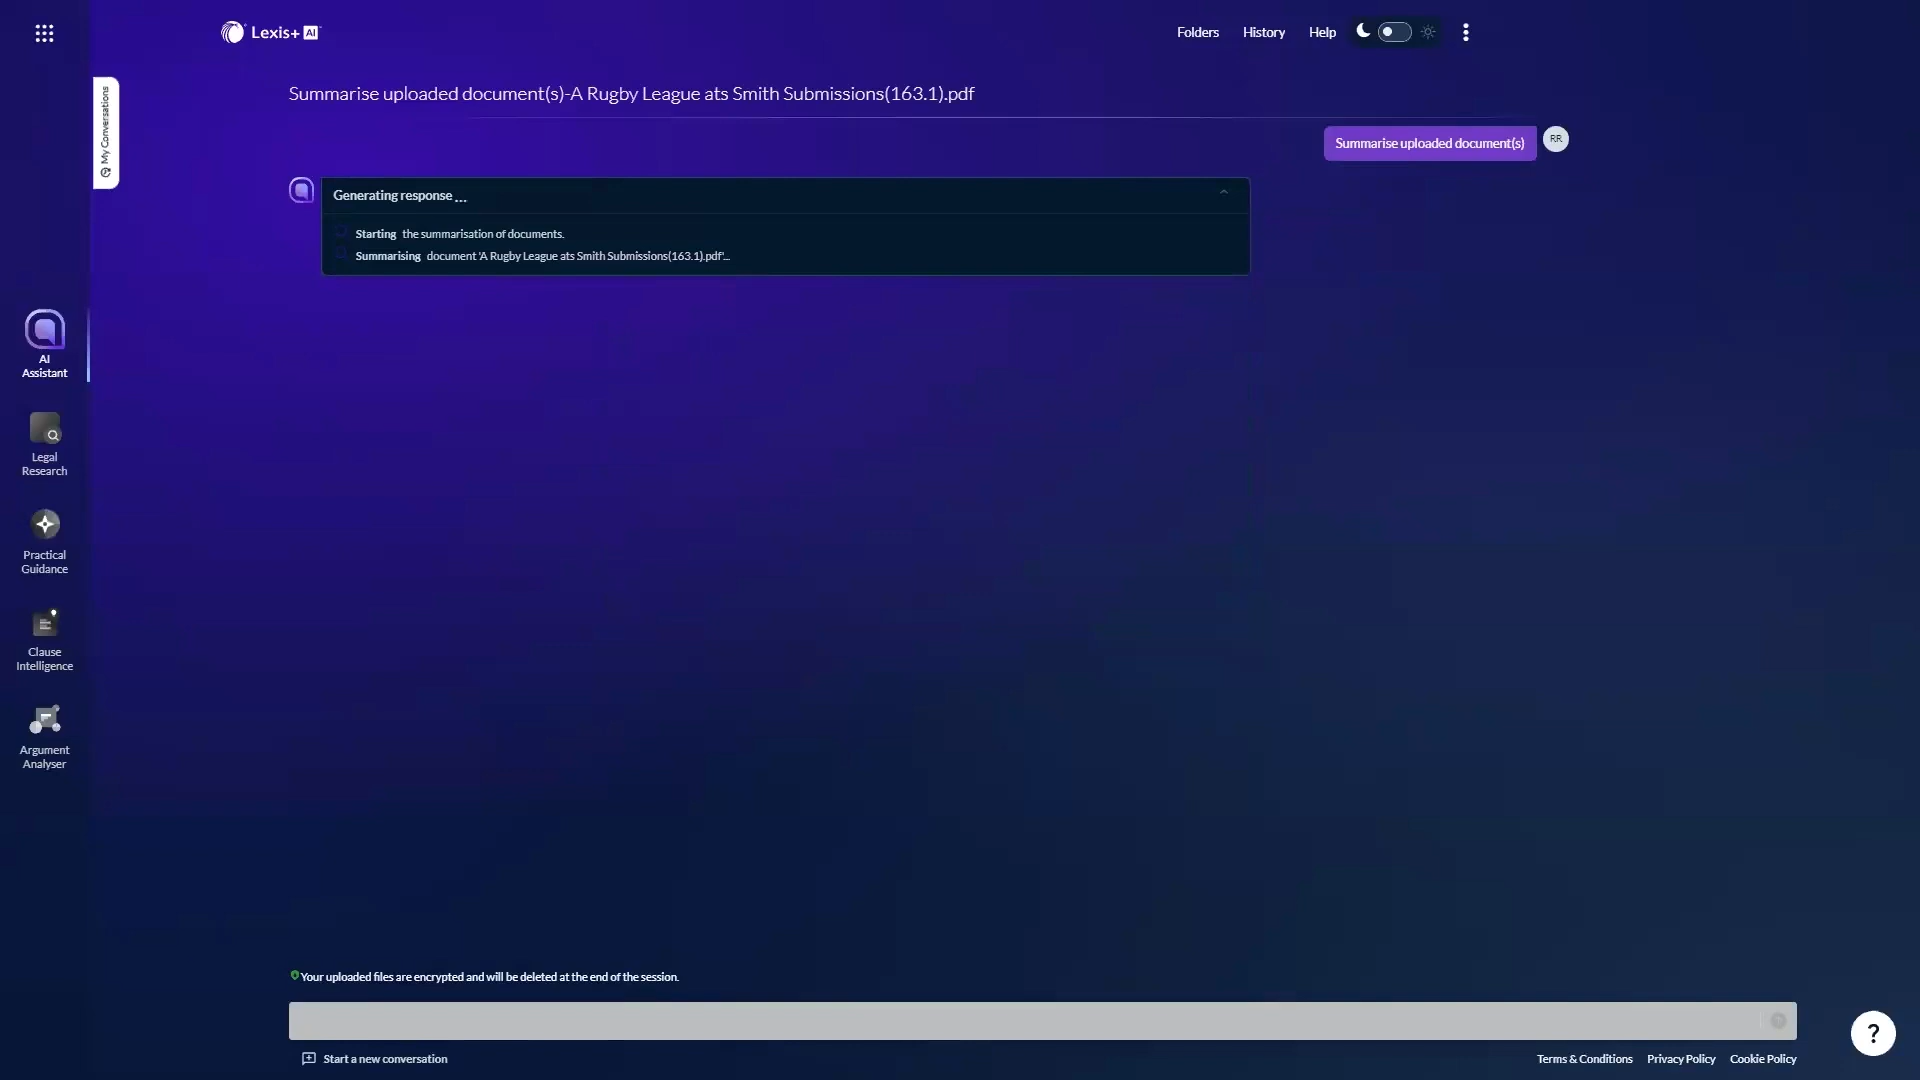 Lexis+ AI
Folders
History
Help
My Conversations
Summarise uploaded document(s)-A Rugby League ats Smith Submissions(163.1).pdf
Summarise uploaded document(s)
RR
Generating response ...
Starting the summarisation of documents.
Summarising document 'A Rugby League ats Smith Submissions(163.1).pdf'...
AI
Assistant
Legal
Research
Practical
Guidance
Clause
Intelligence
Argument
Analyser
Your uploaded files are encrypted and will be deleted at the end of the session.
?
Start a new conversation
Terms & Conditions
Privacy Policy
Cookie Policy